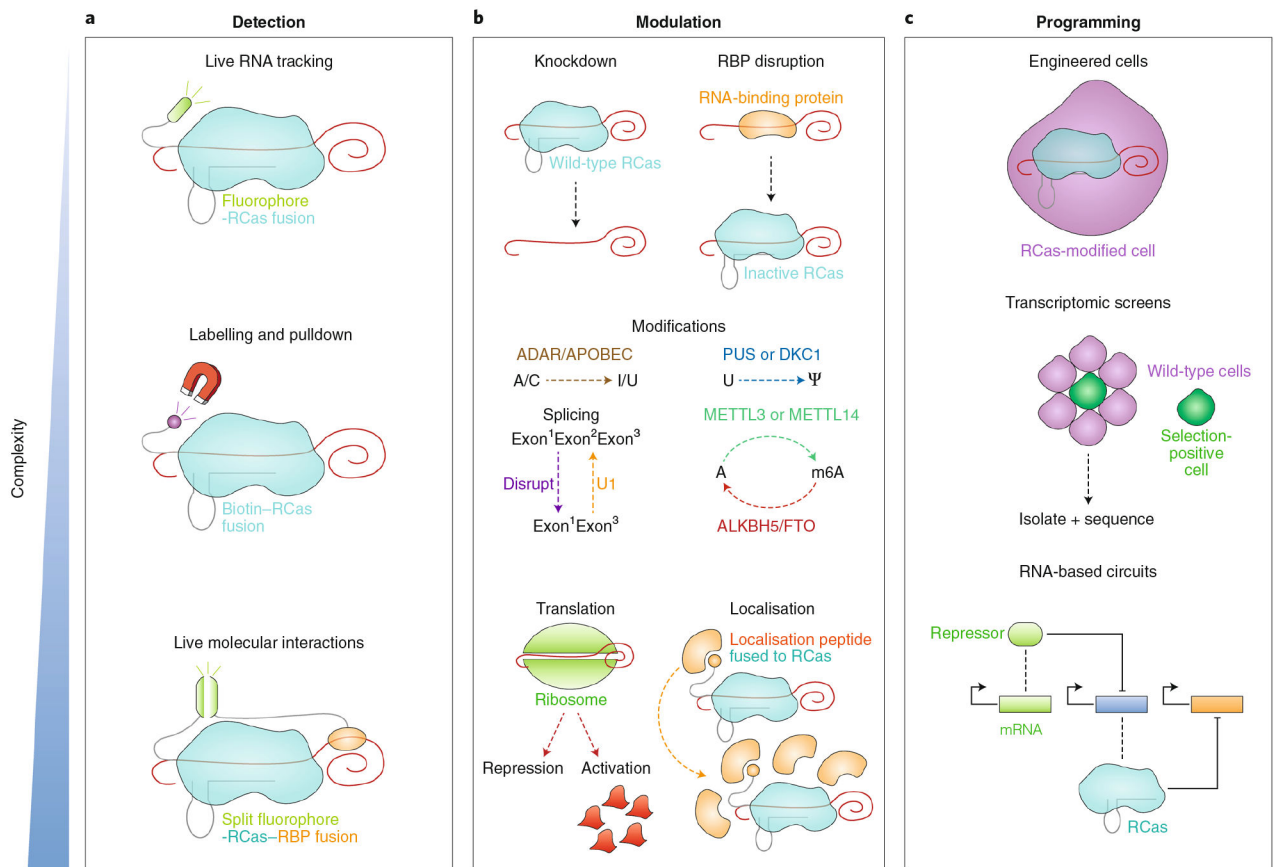 a
Detection
Live RNA tracking
Fluorophore
-RCas fusion
Labelling and pulldown
Biotin–RCas
fusion
Live molecular interactions
Split fluorophore
-RCas–RBP fusion
Complexity
b
Modulation
Knockdown
Wild-type RCas
RBP disruption
RNA-binding protein
Inactive RCas
Modifications
ADAR/APOBEC
A/C
I/U
PUS or DKC1
U
Ψ
Splicing
Exon¹Exon²Exon³
Disrupt
U1
Exon¹Exon³
METTL3 or METTL14
A
m6A
ALKBH5/FTO
Translation
Ribosome
Repression
Activation
Localisation
Localisation peptide
fused to RCas
c
Programming
Engineered cells
RCas-modified cell
Transcriptomic screens
Wild-type cells
Selection-
positive
cell
Isolate + sequence
RNA-based circuits
Repressor
mRNA
RCas